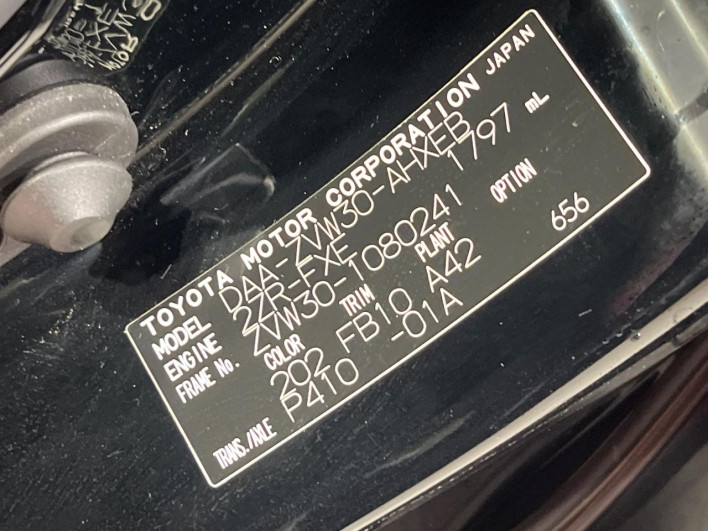 TOYOTA MOTOR CORPORATION JAPAN
MODEL DAA-ZVW30-AHXEB
ENGINE 2ZR-FXE 1797 mL
FRAME No. ZVW30-1080241
COLOR TRIM PLANT OPTION
202 FB10 A42
TRANS./AXLE P410 -01A 656